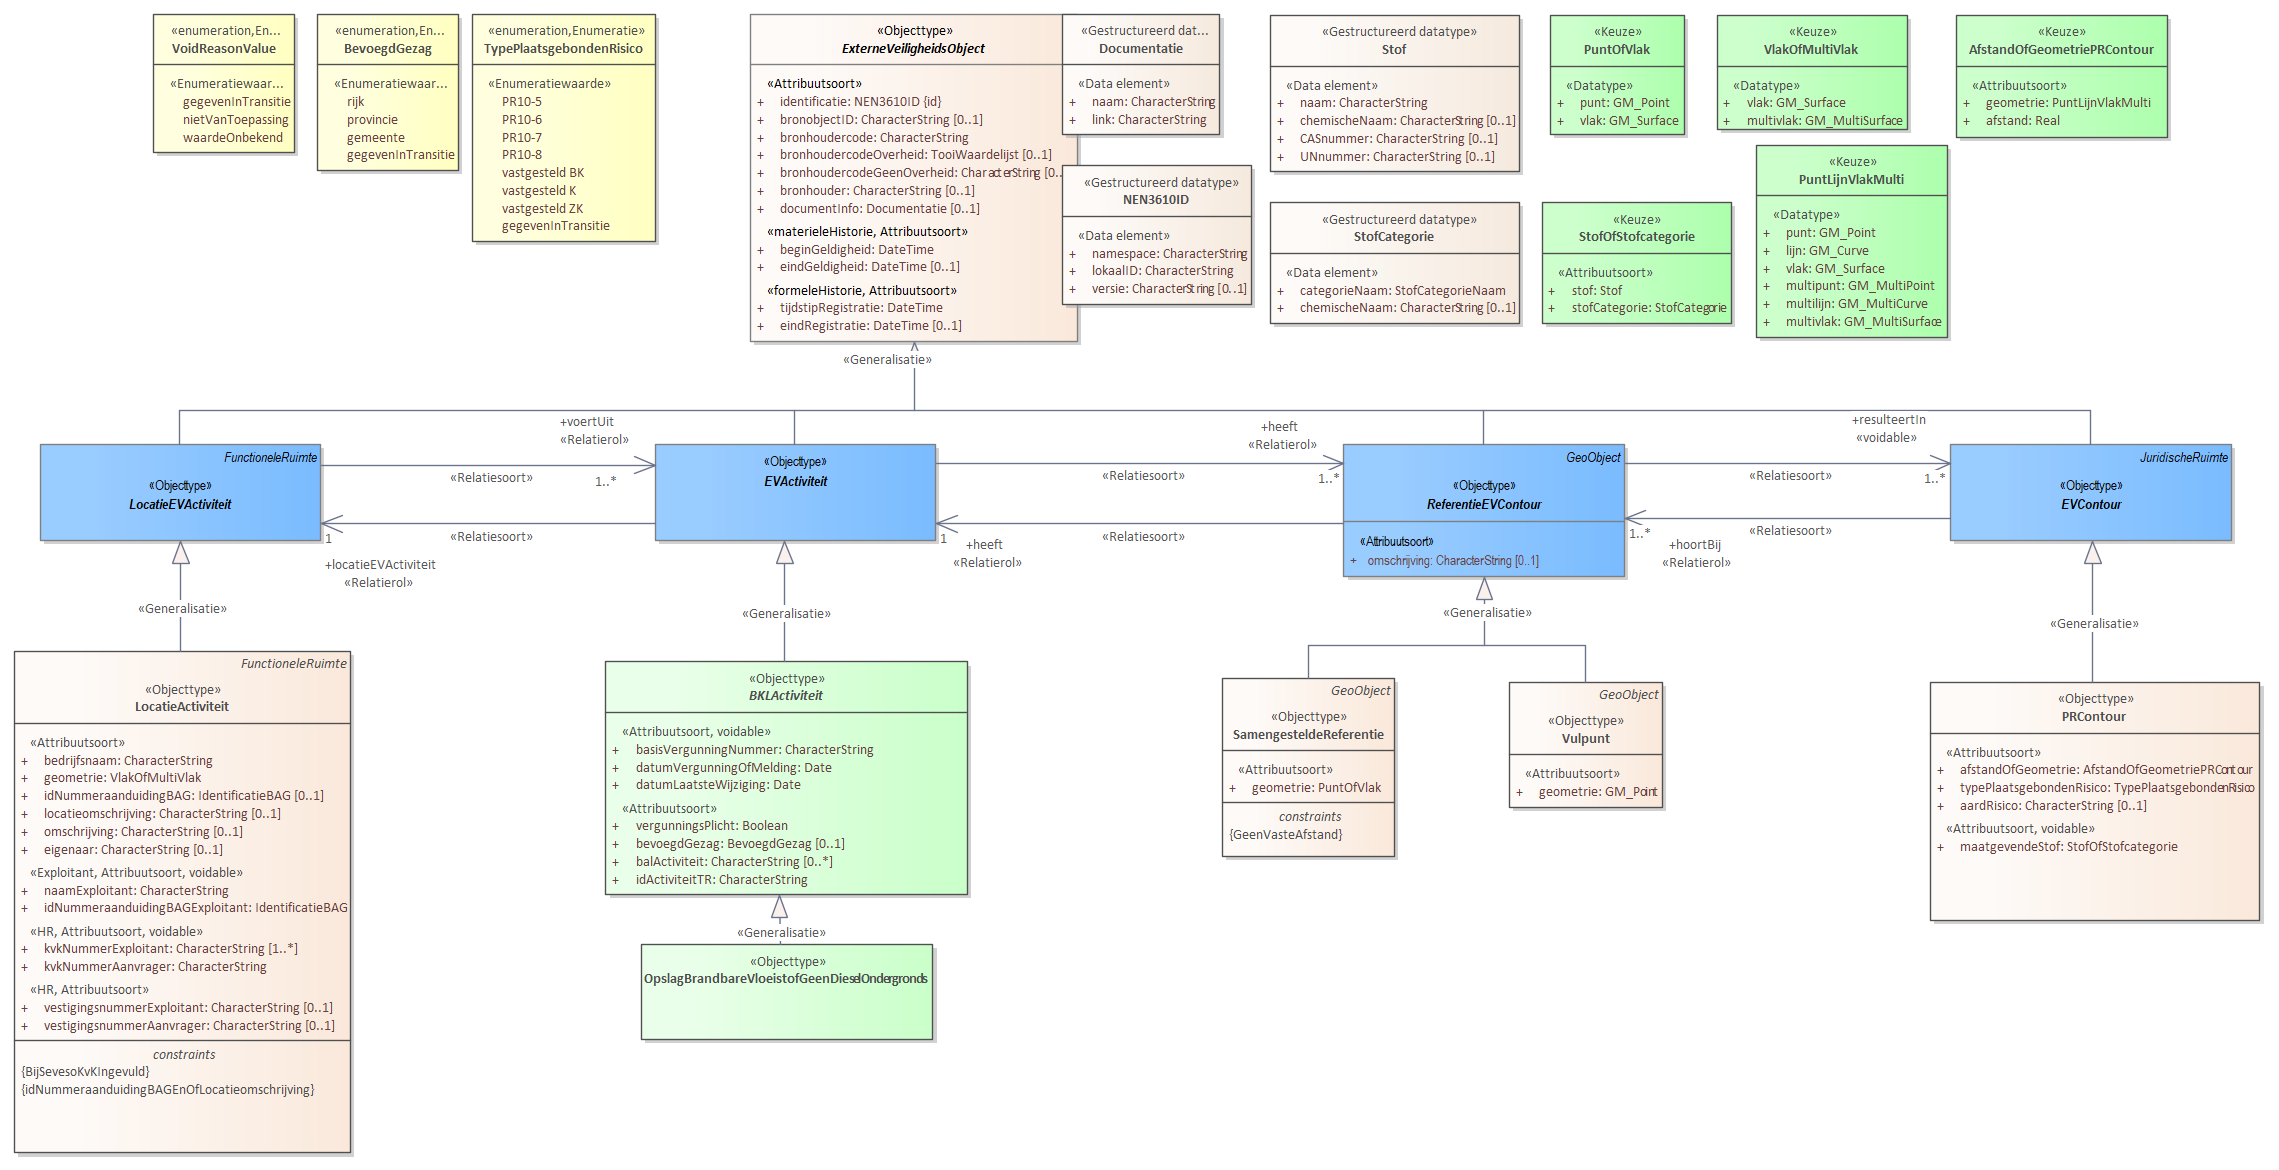 «enumeration,En...
VoidReasonValue
«Enumeratiewaar...
gegevenInTransitie
nietVanToepassing
waardeOnbekend
«enumeration,En...
BevoegdGezag
«Enumeratiewaar...
rijk
provincie
gemeente
gegevenInTransitie
«enumeration,Enumeratie»
TypePlaatsgebondenRisico
«Enumeratiewaarde»
PR10-5
PR10-6
PR10-7
PR10-8
vastgesteld BK
vastgesteld K
vastgesteld ZK
gegevenInTransitie
«Objecttype»
ExterneVeiligheidsObject
«Attribuutsoort»
+ identificatie: NEN3610ID {id}
+ bronobjectID: CharacterString [0..1]
+ bronhoudercode: CharacterString
+ bronhoudercodeOverheid: TooiWaardelijst [0..1]
+ bronhoudercodeGeenOverheid: CharacterString [0..
+ bronhouder: CharacterString [0..1]
+ documentInfo: Documentatie [0..1]
«materieleHistorie, Attribuutsoort»
+ beginGeldigheid: DateTime
+ eindGeldigheid: DateTime [0..1]
«formeleHistorie, Attribuutsoort»
+ tijdstipRegistratie: DateTime
+ eindRegistratie: DateTime [0..1]
«Gestructureerd dat...
Documentatie
«Data element»
+ naam: CharacterString
+ link: CharacterString
«Gestructureerd datatype»
NEN3610ID
«Data element»
+ namespace: CharacterString
+ lokaalID: CharacterString
+ versie: CharacterString [0..1]
«Gestructureerd datatype»
Stof
«Data element»
+ naam: CharacterString
+ chemischeNaam: CharacterString [0..1]
+ CASnummer: CharacterString [0..1]
+ UNnummer: CharacterString [0..1]
«Gestructureerd datatype»
StofCategorie
«Data element»
+ categorieNaam: StofCategorieNaam
+ chemischeNaam: CharacterString [0..1]
«Keuze»
PuntOfVlak
«Datatype»
+ punt: GM_Point
+ vlak: GM_Surface
«Keuze»
VlakOfMultiVlak
«Datatype»
+ vlak: GM_Surface
+ multivlak: GM_MultiSurface
«Keuze»
AfstandOfGeometriePRContour
«Attribuutsoort»
+ geometrie: PuntLijnVlakMulti
+ afstand: Real
«Keuze»
StofOfStofcategorie
«Attribuutsoort»
+ stof: Stof
+ stofCategorie: StofCategorie
«Keuze»
PuntLijnVlakMulti
«Datatype»
+ punt: GM_Point
+ lijn: GM_Curve
+ vlak: GM_Surface
+ multipunt: GM_MultiPoint
+ multilijn: GM_MultiCurve
+ multivlak: GM_MultiSurface
«Generalisatie»
FunctioneleRuimte
«Objecttype»
LocatieEVActiviteit
+voertUit
«Relatierol»
«Relatiesoort»
1..*
«Relatiesoort»
1
+locatieEVActiviteit
«Relatierol»
«Objecttype»
EVActiviteit
+heeft
«Relatierol»
«Relatiesoort»
1..*
«Relatiesoort»
1
+heeft
«Relatierol»
GeoObject
«Objecttype»
ReferentieEVContour
«Attribuutsoort»
+ omschrijving: CharacterString [0..1]
+resulteertIn
«voidable»
«Relatiesoort»
1..*
«Relatiesoort»
1..*
+hoortBij
«Relatierol»
JuridischeRuimte
«Objecttype»
EVContour
«Generalisatie»
«Generalisatie»
«Generalisatie»
«Generalisatie»
FunctioneleRuimte
«Objecttype»
LocatieActiviteit
«Attribuutsoort»
+ bedrijfsnaam: CharacterString
+ geometrie: VlakOfMultiVlak
+ idNummeraanduidingBAG: IdentificatieBAG [0..1]
+ locatieomschrijving: CharacterString [0..1]
+ omschrijving: CharacterString [0..1]
+ eigenaar: CharacterString [0..1]
«Exploitant, Attribuutsoort, voidable»
+ naamExploitant: CharacterString
+ idNummeraanduidingBAGExploitant: IdentificatieBAG
«HR, Attribuutsoort, voidable»
+ kvkNummerExploitant: CharacterString [1..*]
+ kvkNummerAanvrager: CharacterString
«HR, Attribuutsoort»
+ vestigingsnummerExploitant: CharacterString [0..1]
+ vestigingsnummerAanvrager: CharacterString [0..1]
constraints
{BijSevesoKvKIngevuld}
{idNummeraanduidingBAGEnOfLocatieomschrijving}
«Objecttype»
BKLActiviteit
«Attribuutsoort, voidable»
+ basisVergunningNummer: CharacterString
+ datumVergunningOfMelding: Date
+ datumLaatsteWijziging: Date
«Attribuutsoort»
+ vergunningsPlicht: Boolean
+ bevoegdGezag: BevoegdGezag [0..1]
+ balActiviteit: CharacterString [0..*]
+ idActiviteitTR: CharacterString
«Generalisatie»
«Objecttype»
OpslagBrandbareVloeistofGeenDieselOndergronds
GeoObject
«Objecttype»
SamengesteldeReferentie
«Attribuutsoort»
+ geometrie: PuntOfVlak
constraints
{GeenVasteAfstand}
GeoObject
«Objecttype»
Vulpunt
«Attribuutsoort»
+ geometrie: GM_Point
«Objecttype»
PRContour
«Attribuutsoort»
+ afstandOfGeometrie: AfstandOfGeometriePRContour
+ typePlaatsgebondenRisico: TypePlaatsgebondenRisico
+ aardRisico: CharacterString [0..1]
«Attribuutsoort, voidable»
+ maatgevendeStof: StofOfStofcategorie